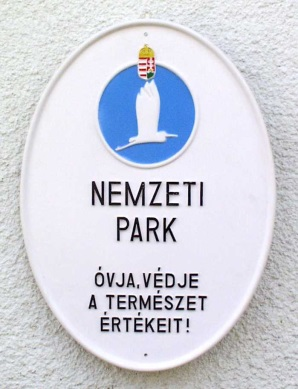 NEMZETI
PARK
ÓVJA,VÉDJE
A TERMÉSZET
ÉRTÉKEIT!